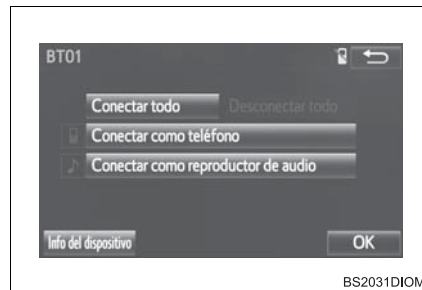 BT01
Conectar todo Desconectar todo
Conectar como teléfono
Conectar como reproductor de audio
Info del dispositivo OK
BS2031DIOM